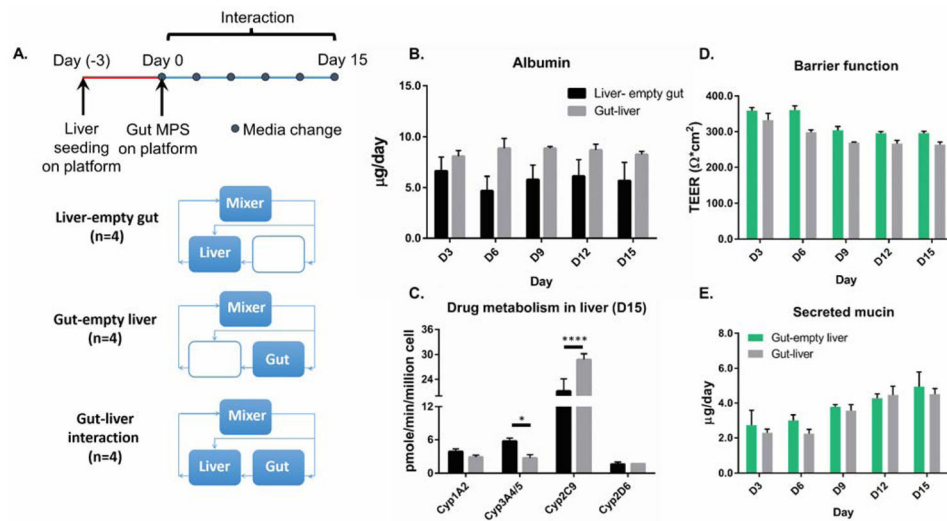 A.
Interaction
Day (-3)
Day 0
Day 15
Liver
seeding
on platform
Gut MPS
on platform
Media change
Liver-empty gut
(n=4)
Mixer
Liver
Gut-empty liver
(n=4)
Mixer
Gut
Gut-liver
interaction
(n=4)
Mixer
Liver
Gut
B.
Albumin
Liver- empty gut
Gut-liver
μg/day
15.0
10.0
5.0
0.0
D3
D6
D9
D12
D15
Day
C.
Drug metabolism in liver (D15)
pmole/min/million cell
36
30
24
12
6
0
*
****
Cyp1A2
Cyp3A4/5
Cyp2C9
Cyp2D6
D.
Barrier function
TEER (Ω*cm2)
400.0
300.0
200.0
100.0
0.0
D3
D6
D9
D12
D15
Day
E.
Secreted mucin
Gut-empty liver
Gut-liver
μg/day
8.0
6.0
4.0
2.0
0.0
D3
D6
D9
D12
D15
Day